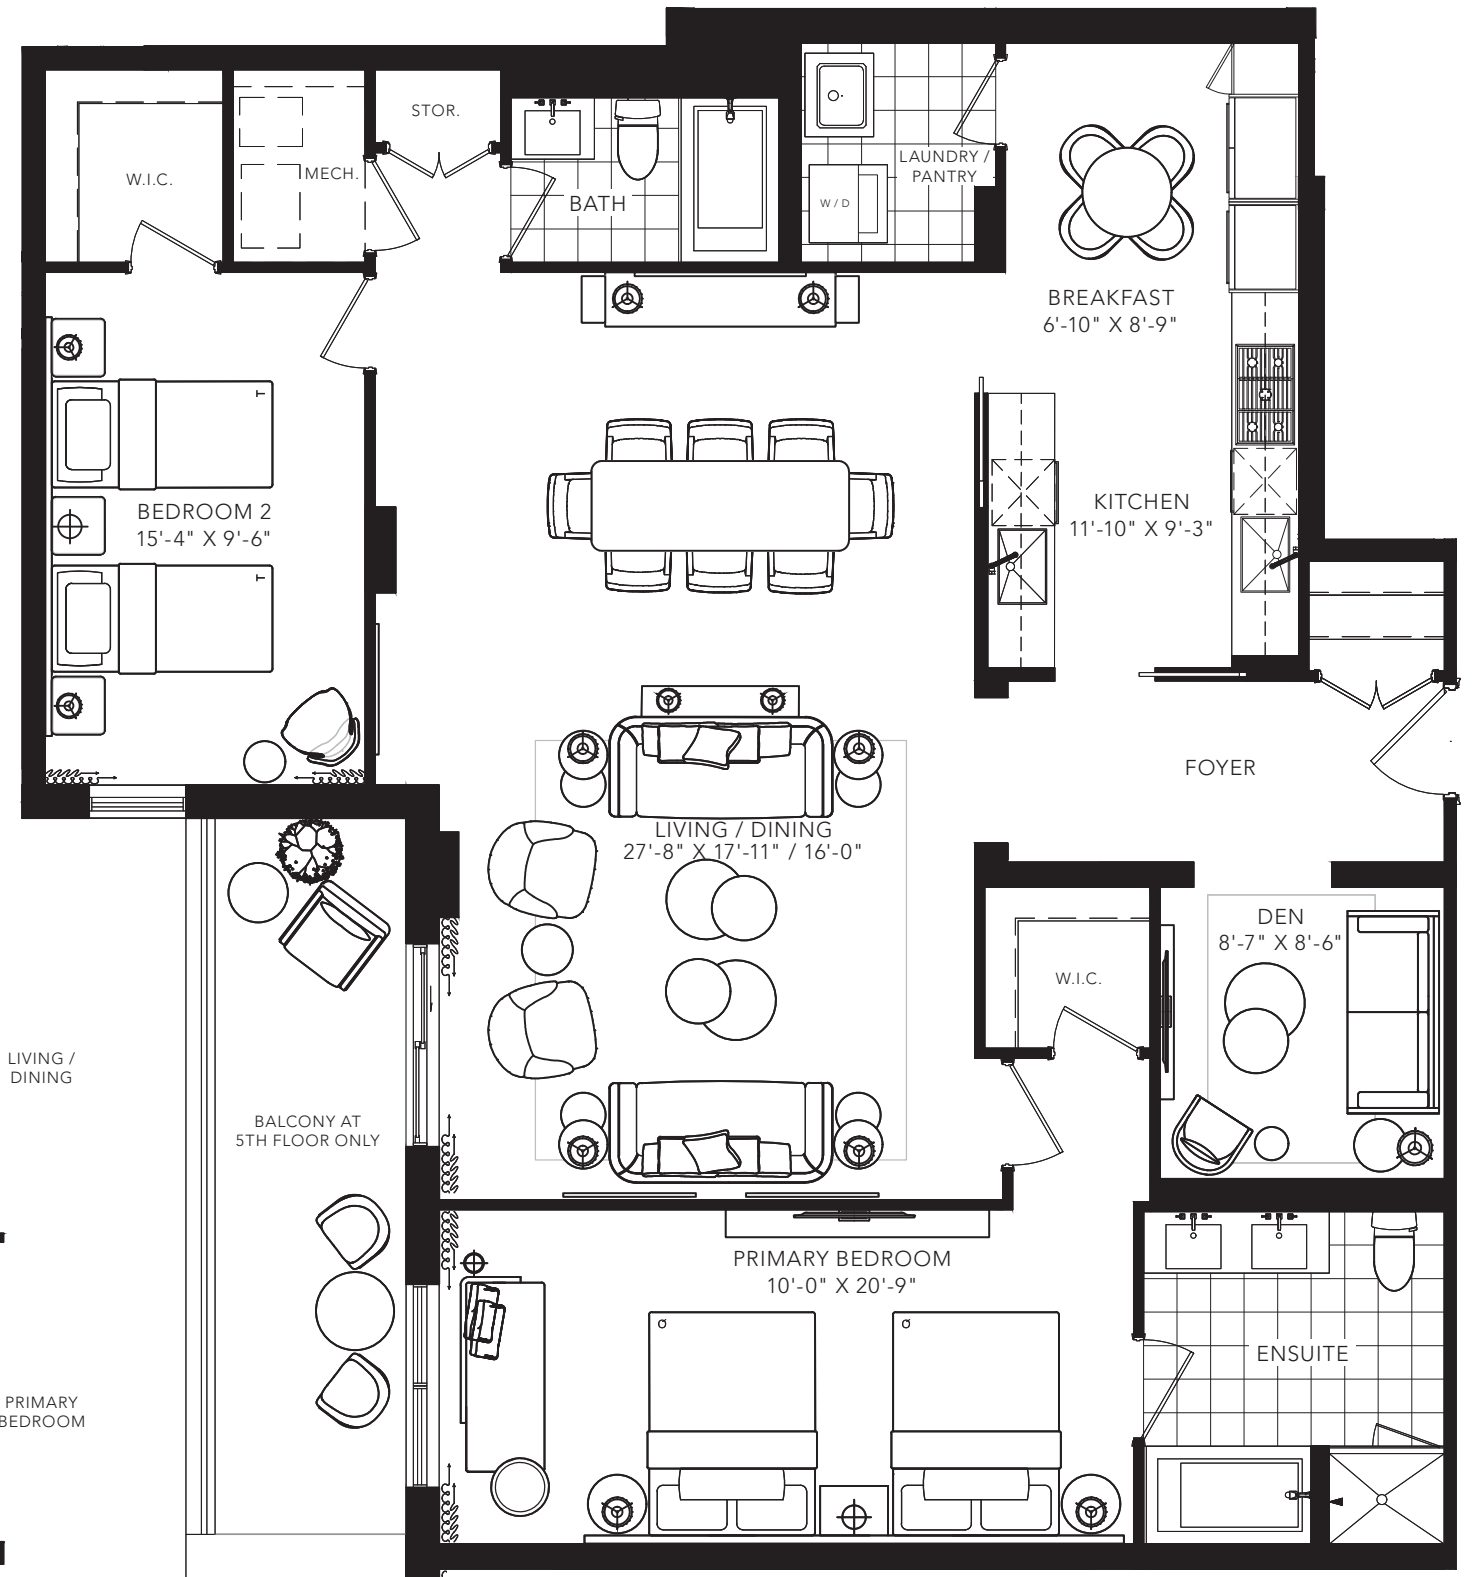 STOR.
W.I.C.
MECH.
BATH
LAUNDRY /
PANTRY
W/D
BREAKFAST
6'-10" X 8'-9"
BEDROOM 2
15'-4" X 9'-6"
KITCHEN
11'-10" X 9'-3"
FOYER
LIVING / DINING
27'-8" X 17'-11" / 16'-0"
DEN
8'-7" X 8'-6"
W.I.C.
LIVING /
DINING
BALCONY AT
5TH FLOOR ONLY
PRIMARY BEDROOM
10'-0" X 20'-9"
ENSUITE
PRIMARY
BEDROOM